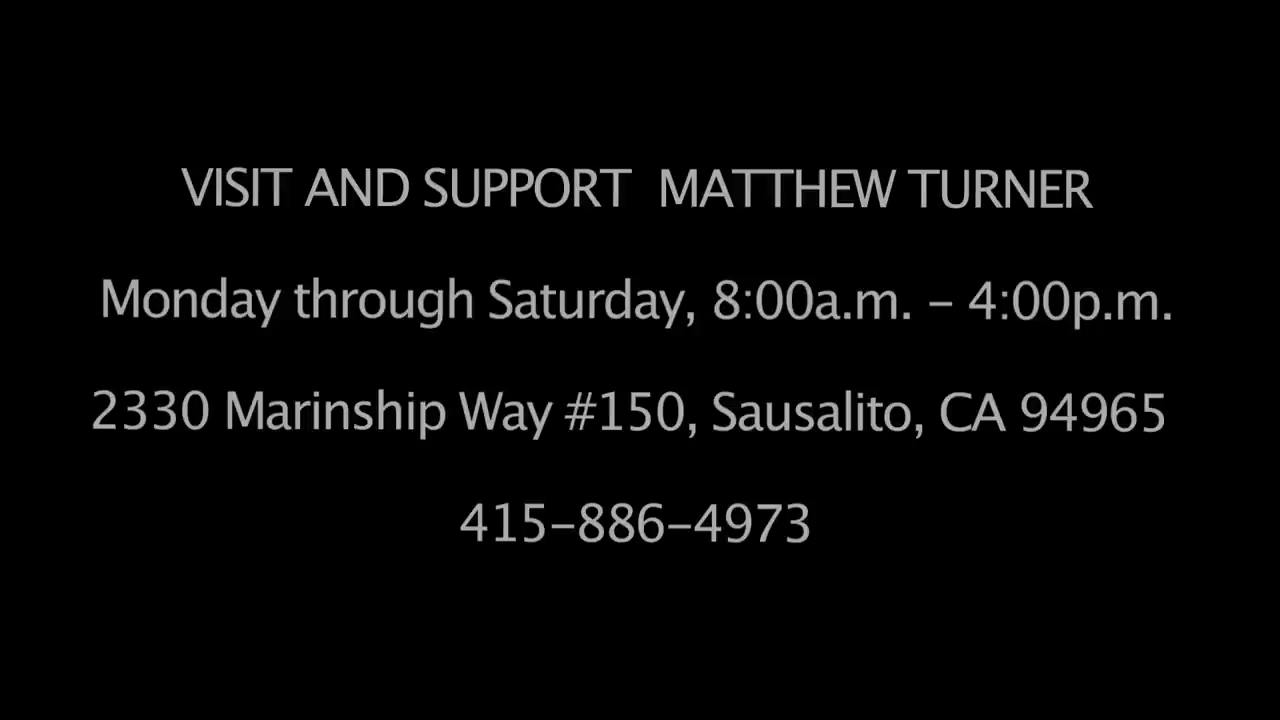 VISIT AND SUPPORT  MATTHEW TURNER
Monday through Saturday, 8:00a.m. – 4:00p.m.
2330 Marinship Way #150, Sausalito, CA 94965
415–886–4973